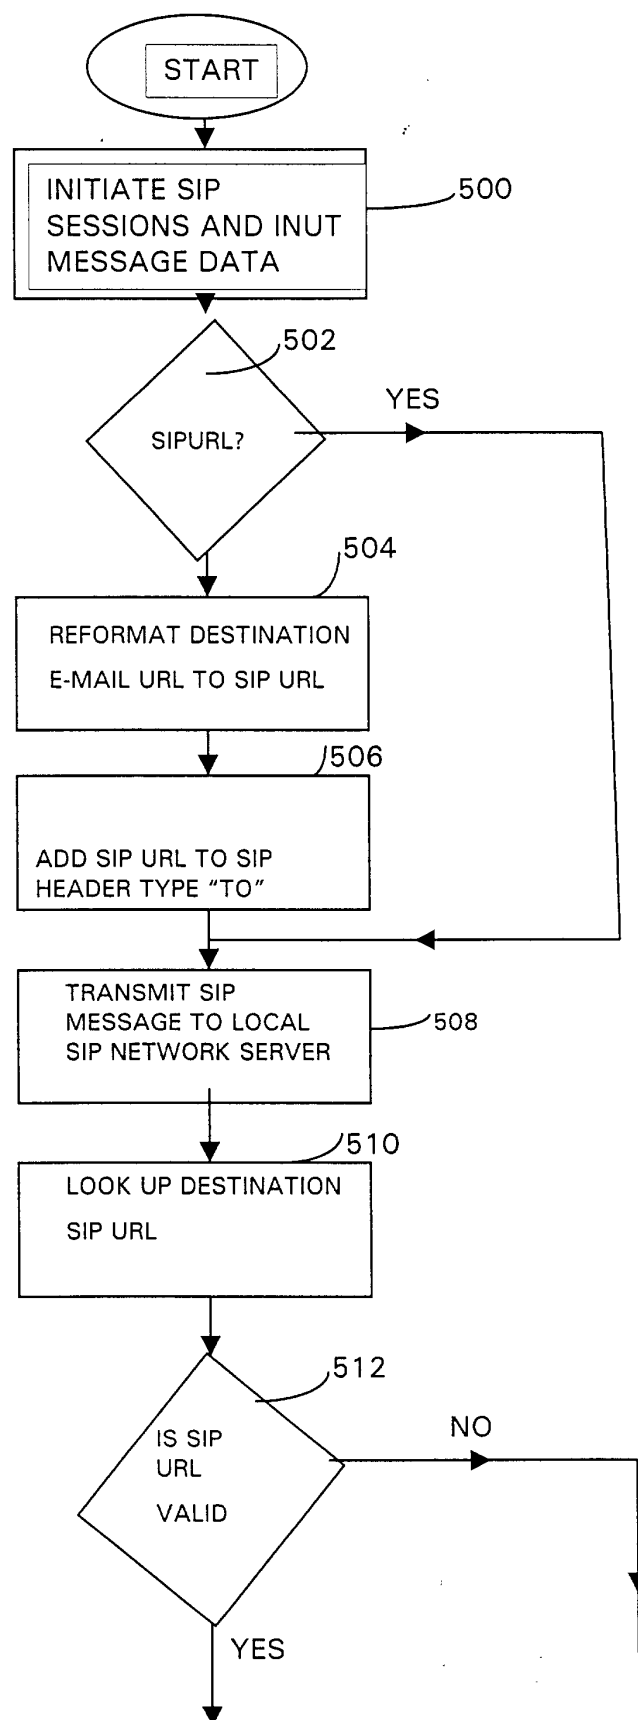 START
INITIATE SIP
SESSIONS AND INUT
MESSAGE DATA
500
502
YES
SIPURL?
504
REFORMAT DESTINATION
E-MAIL URL TO SIP URL
506
ADD SIP URL TO SIP
HEADER TYPE "TO"
TRANSMIT SIP
MESSAGE TO LOCAL
SIP NETWORK SERVER
508
510
LOOK UP DESTINATION
SIP URL
512
NO
IS SIP
URL
VALID
YES